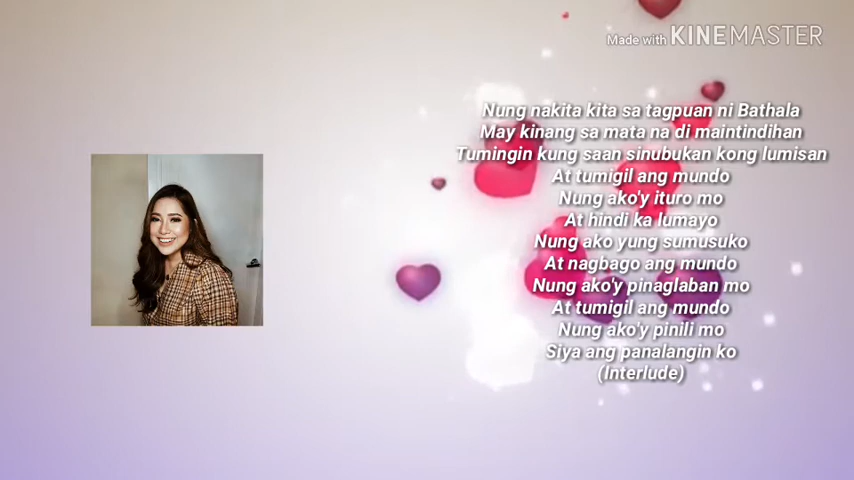 Made with KINEMASTER
Nung nakita kita sa tagpuan ni Bathala
May kinang sa mata na di maintindihan
Tumingin kung saan sinubukan kong lumisan
At tumigil ang mundo
Nung ako'y ituro mo
At hindi ka lumayo
Nung ako yung sumusuko
At nagbago ang mundo
Nung ako'y pinaglaban mo
At tumigil ang mundo
Nung ako'y pinili mo
Siya ang panalangin ko
(Interlude)